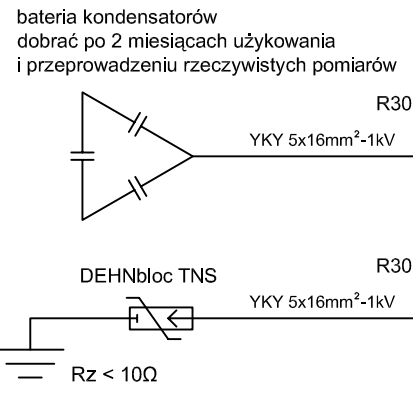 bateria kondensatorów
dobrać po 2 miesiącach użykowania
i przeprowadzeniu rzeczywistych pomiarów
R30
YKY 5x16mm²-1kV
R30
DEHNbloc TNS
YKY 5x16mm²-1kV
Rz < 10Ω